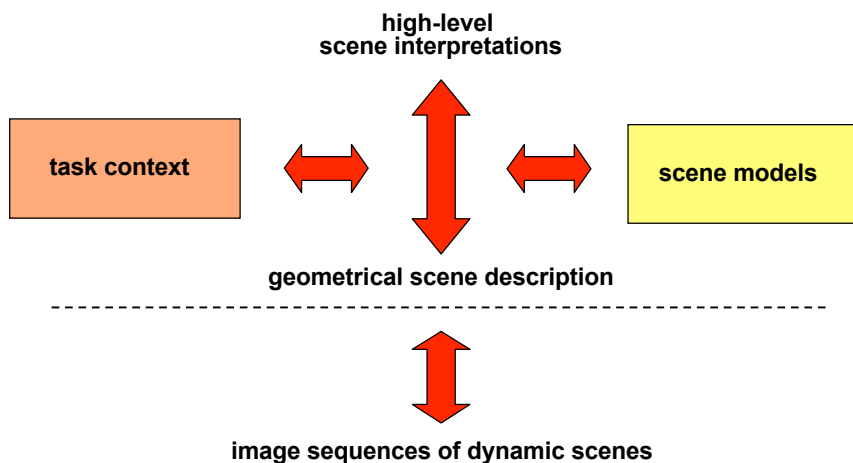 high-level
scene interpretations
task context
scene models
geometrical scene description
image sequences of dynamic scenes